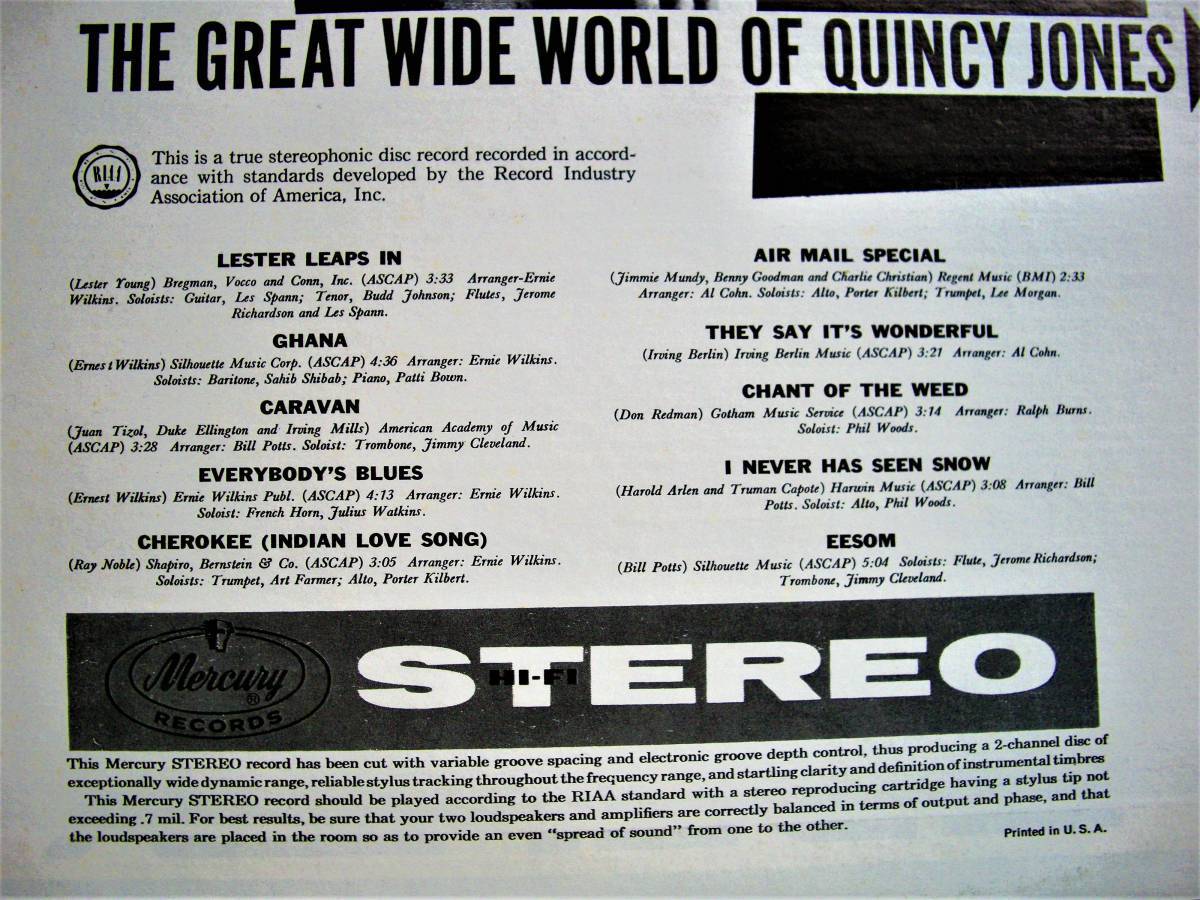 THE GREAT WIDE WORLD OF QUINCY JONES
RIAA
This is a true stereophonic disc record recorded in accord-
ance with standards developed by the Record Industry
Association of America, Inc.
LESTER LEAPS IN
(Lester Young) Bregman, Vocco and Conn, Inc. (ASCAP) 3:33 Arranger-Ernie
Wilkins. Soloists: Guitar, Les Spann; Tenor, Budd Johnson; Flutes, Jerome
Richardson and Les Spann.
GHANA
(Ernest Wilkins) Silhouette Music Corp. (ASCAP) 4:36 Arranger: Ernie Wilkins.
Soloists: Baritone, Sahib Shibab; Piano, Patti Bown.
CARAVAN
(Juan Tizol, Duke Ellington and Irving Mills) American Academy of Music
(ASCAP) 3:28 Arranger: Bill Potts. Soloist: Trombone, Jimmy Cleveland.
EVERYBODY'S BLUES
(Ernest Wilkins) Ernie Wilkins Publ. (ASCAP) 4:13 Arranger: Ernie Wilkins.
Soloist: French Horn, Julius Watkins.
CHEROKEE (INDIAN LOVE SONG)
(Ray Noble) Shapiro, Bernstein & Co. (ASCAP) 3:05 Arranger: Ernie Wilkins.
Soloists: Trumpet, Art Farmer; Alto, Porter Kilbert.
AIR MAIL SPECIAL
(Jimmie Mundy, Benny Goodman and Charlie Christian) Regent Music (BMI) 2:33
Arranger: Al Cohn. Soloists: Alto, Porter Kilbert; Trumpet, Lee Morgan.
THEY SAY IT'S WONDERFUL
(Irving Berlin) Irving Berlin Music (ASCAP) 3:21 Arranger: Al Cohn.
CHANT OF THE WEED
(Don Redman) Gotham Music Service (ASCAP) 3:14 Arranger: Ralph Burns.
Soloist: Phil Woods.
I NEVER HAS SEEN SNOW
(Harold Arlen and Truman Capote) Harwin Music (ASCAP) 3:08 Arranger: Bill
Potts. Soloist: Alto, Phil Woods.
EESOM
(Bill Potts) Silhouette Music (ASCAP) 5:04 Soloists: Flute, Jerome Richardson;
Trombone, Jimmy Cleveland.
Mercury ®
RECORDS
STEREO
HI-FI
This Mercury STEREO record has been cut with variable groove spacing and electronic groove depth control, thus producing a 2-channel disc of
exceptionally wide dynamic range, reliable stylus tracking throughout the frequency range, and startling clarity and definition of instrumental timbres
This Mercury STEREO record should be played according to the RIAA standard with a stereo reproducing cartridge having a stylus tip not
exceeding .7 mil. For best results, be sure that your two loudspeakers and amplifiers are correctly balanced in terms of output and phase, and that
the loudspeakers are placed in the room so as to provide an even “spread of sound” from one to the other.
Printed in U. S. A.